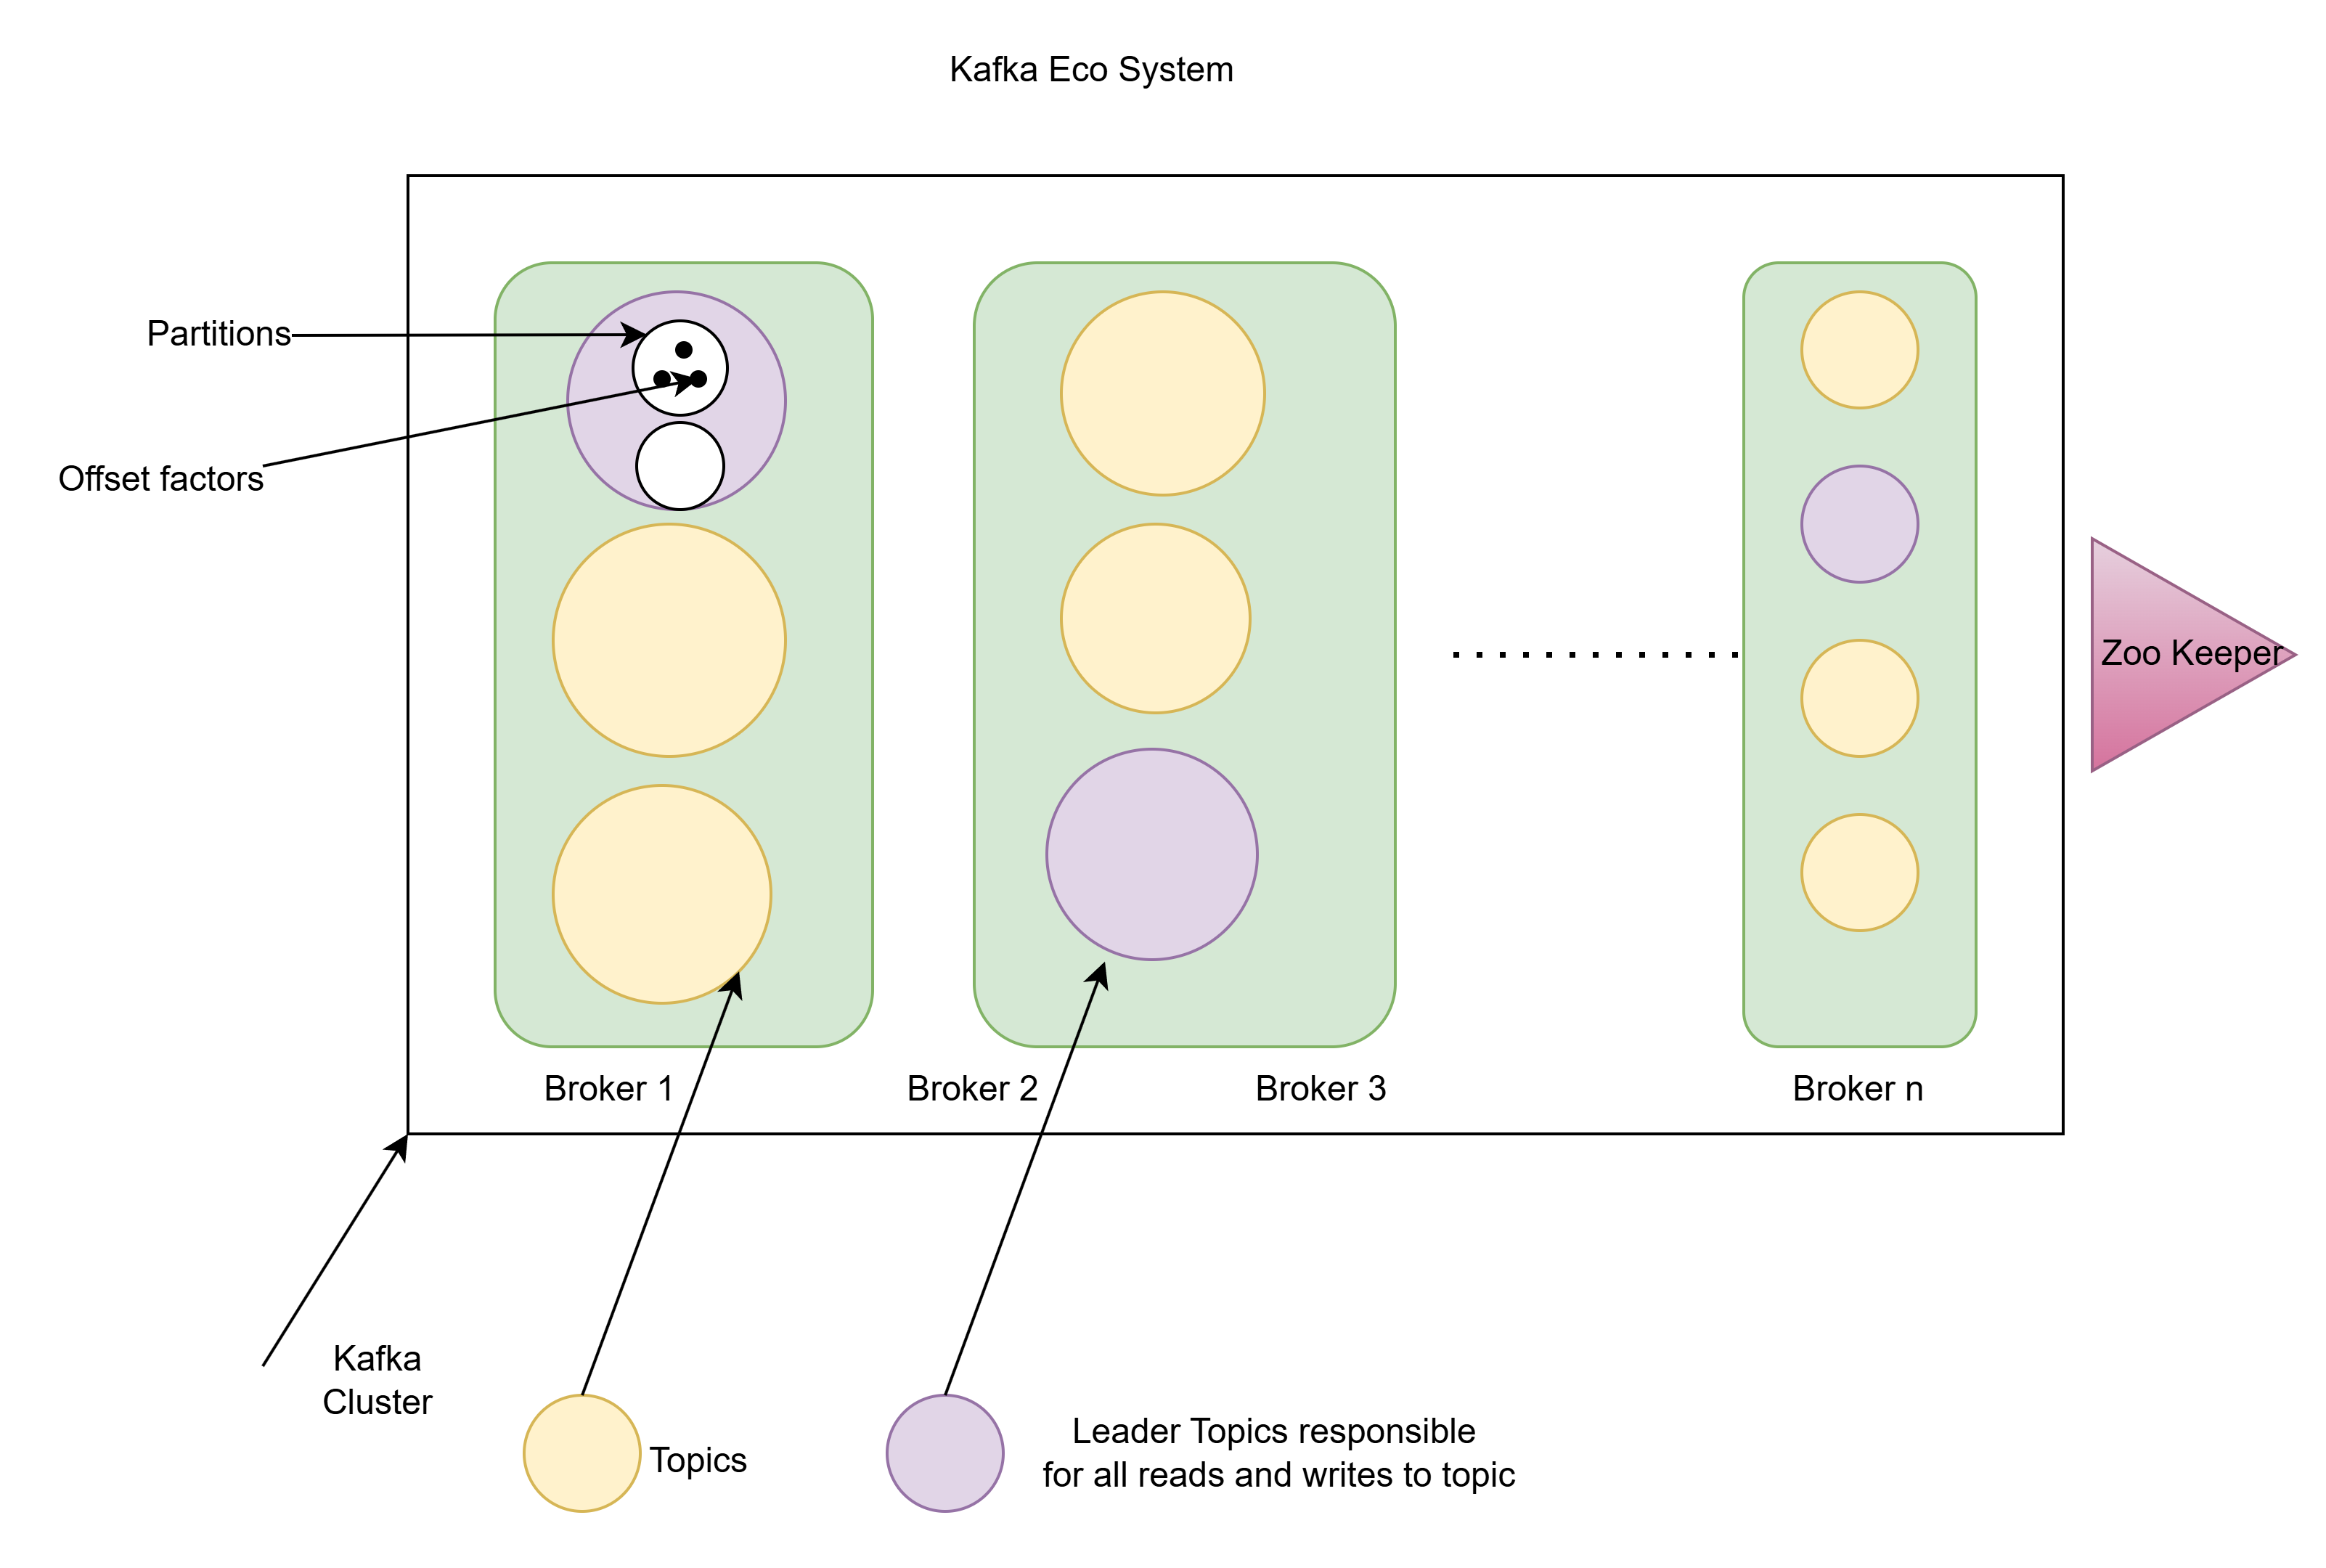 Kafka Eco System
Partitions
Offset factors
Zoo Keeper
Broker 1
Broker 2
Broker 3
Broker n
Kafka
Cluster
Topics
Leader Topics responsible
for all reads and writes to topic